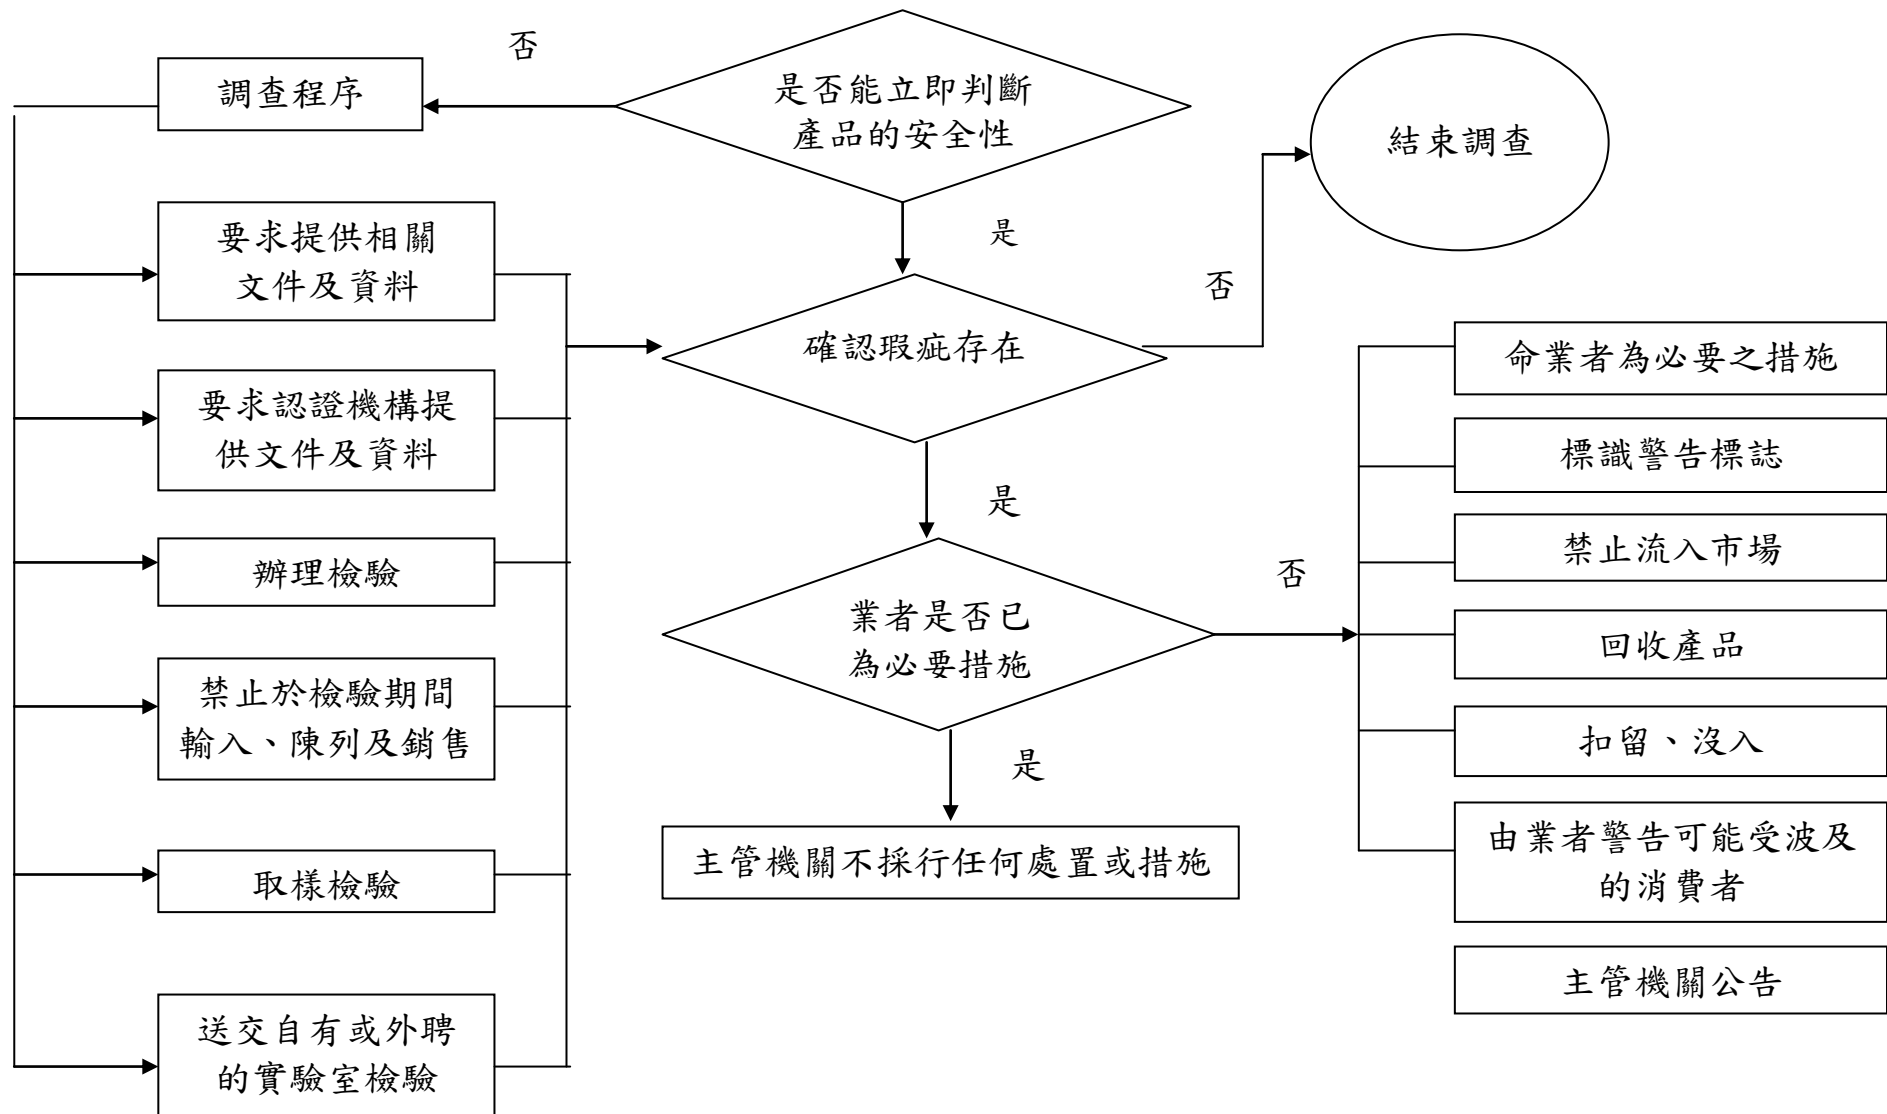 否
調查程序
是否能立即判斷
產品的安全性
結束調查
是
要求提供相關
文件及資料
否
確認瑕疵存在
命業者為必要之措施
要求認證機構提
供文件及資料
標識警告標誌
是
辦理檢驗
禁止流入市場
否
業者是否已
為必要措施
回收產品
禁止於檢驗期間
輸入、陳列及銷售
扣留、沒入
是
主管機關不採行任何處置或措施
由業者警告可能受波及
的消費者
取樣檢驗
主管機關公告
送交自有或外聘
的實驗室檢驗